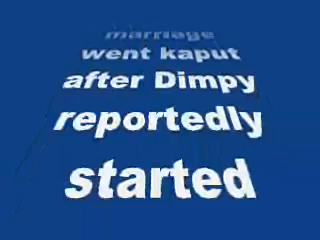 marriage
went kaput
after Dimpy
reportedly
started